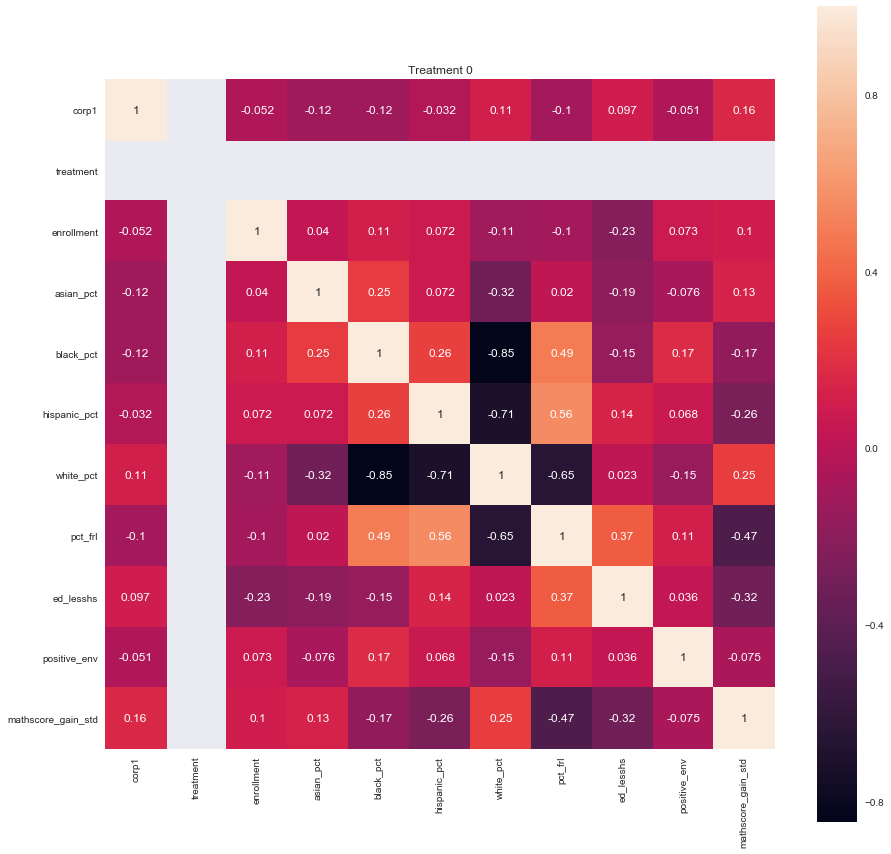 Treatment 0
corp1 1 -0.052 -0.12 -0.12 -0.032 0.11 -0.1 0.097 -0.051 0.16
treatment
enrollment -0.052 1 0.04 0.11 0.072 -0.11 -0.1 -0.23 0.073 0.1
asian_pct -0.12 0.04 1 0.25 0.072 -0.32 0.02 -0.19 -0.076 0.13
black_pct -0.12 0.11 0.25 1 0.26 -0.85 0.49 -0.15 0.17 -0.17
hispanic_pct -0.032 0.072 0.072 0.26 1 -0.71 0.56 0.14 0.068 -0.26
white_pct 0.11 -0.11 -0.32 -0.85 -0.71 1 -0.65 0.023 -0.15 0.25
pct_frl -0.1 -0.1 0.02 0.49 0.56 -0.65 1 0.37 0.11 -0.47
ed_lesshs 0.097 -0.23 -0.19 -0.15 0.14 0.023 0.37 1 0.036 -0.32
positive_env -0.051 0.073 -0.076 0.17 0.068 -0.15 0.11 0.036 1 -0.075
mathscore_gain_std 0.16 0.1 0.13 -0.17 -0.26 0.25 -0.47 -0.32 -0.075 1
corp1 treatment enrollment asian_pct black_pct hispanic_pct white_pct pct_frl ed_lesshs positive_env mathscore_gain_std
0.8
0.4
0.0
-0.4
-0.8